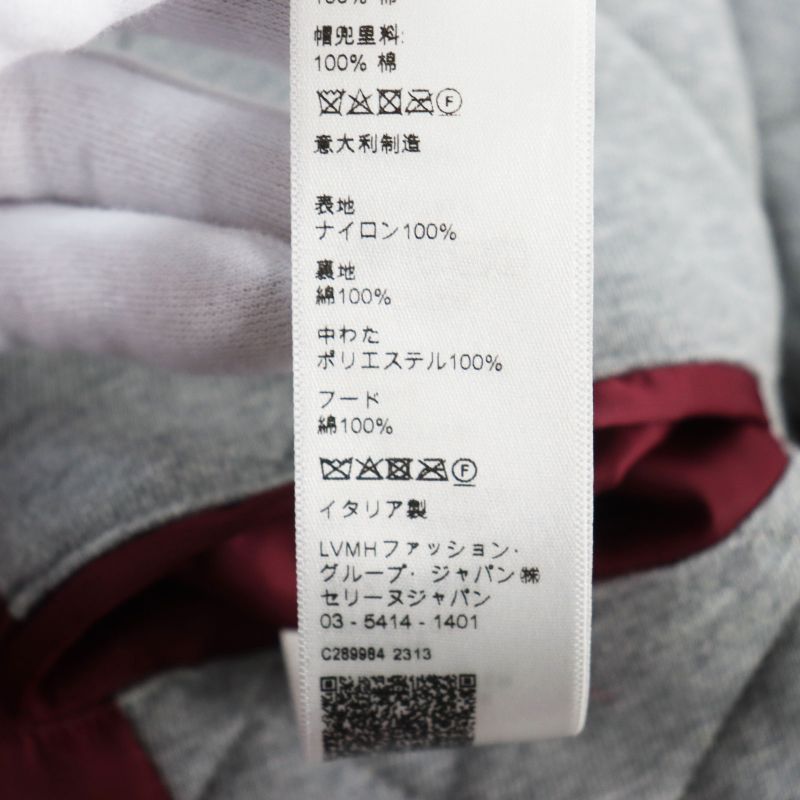 100% 棉
帽兜里料:
100% 棉
F
意大利制造
表地
ナイロン100%
裏地
綿100%
中わた
ポリエステル100%
フード
綿100%
F
イタリア製
LVMHファッション・
グループ・ジャパン㈱
セリーヌジャパン
03 - 5414 - 1401
C289984 2313